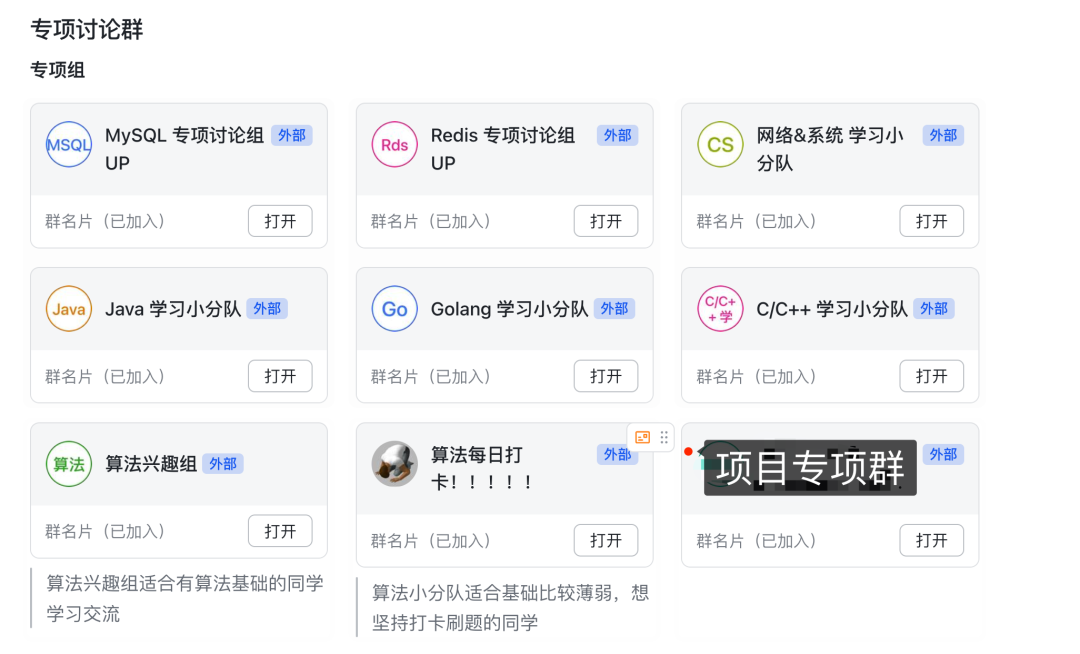 专项讨论群
专项组
MSQL
MySQL 专项讨论组 外部
UP
群名片（已加入） 打开
Rds
Redis 专项讨论组 外部
UP
群名片（已加入） 打开
CS
网络&系统 学习小 外部
分队
群名片（已加入） 打开
Java
Java 学习小分队 外部
群名片（已加入） 打开
Go
Golang 学习小分队 外部
群名片（已加入） 打开
C/C+
+ 学
C/C++ 学习小分队 外部
群名片（已加入） 打开
算法
算法兴趣组 外部
群名片（已加入） 打开
算法兴趣组适合有算法基础的同学
学习交流
算法每日打 外部
卡！！！！！
群名片（已加入） 打开
算法小分队适合基础比较薄弱，想
坚持打卡刷题的同学
项目专项群 外部
群名片（已加入） 打开